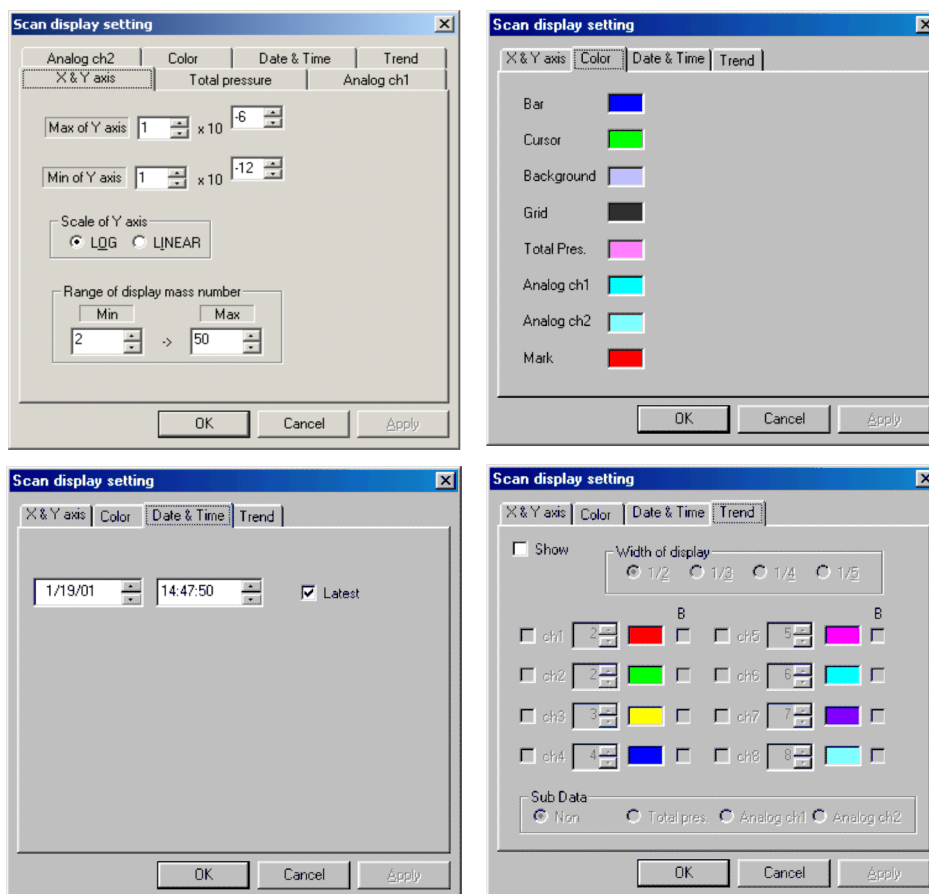 Scan display setting
Analog ch2 Color Date & Time Trend
X & Y axis Total pressure Analog ch1
Max of Y axis 1 x 10 -6
Min of Y axis 1 x 10 -12
Scale of Y axis
LOG LINEAR
Range of display mass number
Min Max
2 -> 50
OK Cancel Apply
Scan display setting
X & Y axis Color Date & Time Trend
Bar
Cursor
Background
Grid
Total Pres.
Analog ch1
Analog ch2
Mark
OK Cancel Apply
Scan display setting
X & Y axis Color Date & Time Trend
1/19/01 14:47:50 Latest
OK Cancel Apply
Scan display setting
X & Y axis Color Date & Time Trend
Show Width of display
1/2 1/3 1/4 1/5
B B
ch1 2 ch5 5
ch2 2 ch6 6
ch3 3 ch7 7
ch4 4 ch8 8
Sub Data
Non Total pres. Analog ch1 Analog ch2
OK Cancel Apply